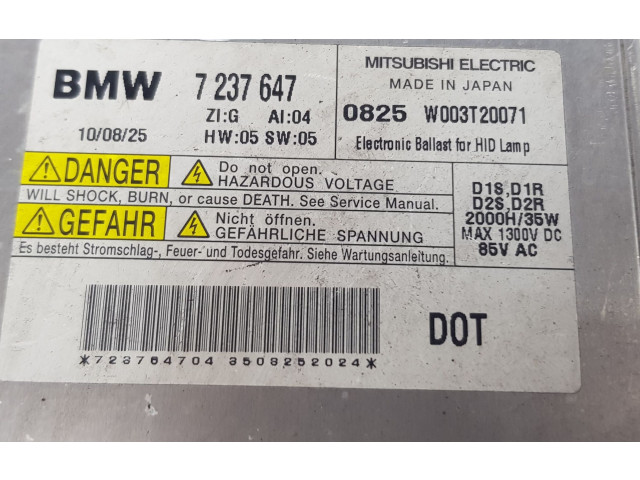 BMW 7 237 647
ZI:G AI:04
10/08/25 HW:05 SW:05
MITSUBISHI ELECTRIC
MADE IN JAPAN
0825 W003T20071
Electronic Ballast for HID Lamp
DANGER Do not open.
HAZARDOUS VOLTAGE
WILL SHOCK, BURN, or cause DEATH. See Service Manual.
GEFAHR Nicht öffnen.
GEFÄHRLICHE SPANNUNG
Es besteht Stromschlag-, Feuer- und Todesgefahr. Siehe Wartungsanleitung.
D1S,D1R
D2S,D2R
2000H/35W
MAX 1300V DC
85V AC
*723764704 3508252024*
DOT